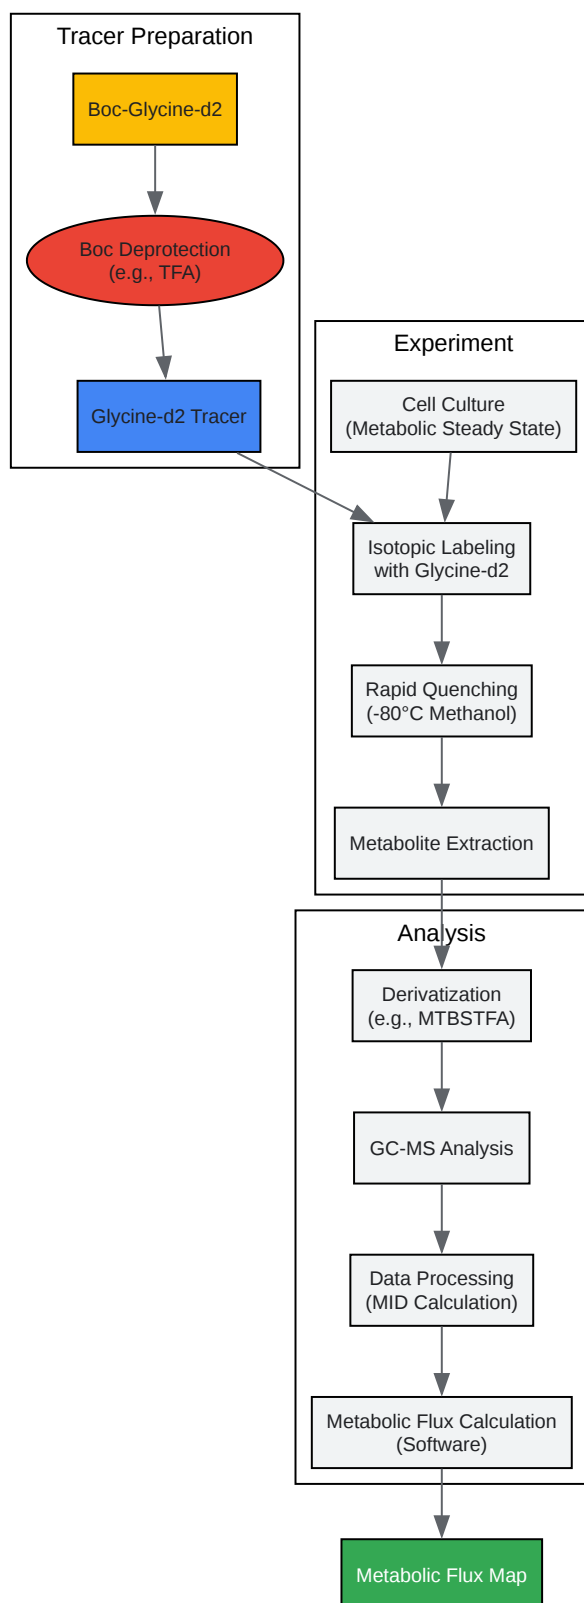 Tracer Preparation
Boc-Glycine-d2
Boc Deprotection
(e.g., TFA)
Glycine-d2 Tracer
Experiment
Cell Culture
(Metabolic Steady State)
Isotopic Labeling
with Glycine-d2
Rapid Quenching
(-80°C Methanol)
Metabolite Extraction
Analysis
Derivatization
(e.g., MTBSTFA)
GC-MS Analysis
Data Processing
(MID Calculation)
Metabolic Flux Calculation
(Software)
Metabolic Flux Map